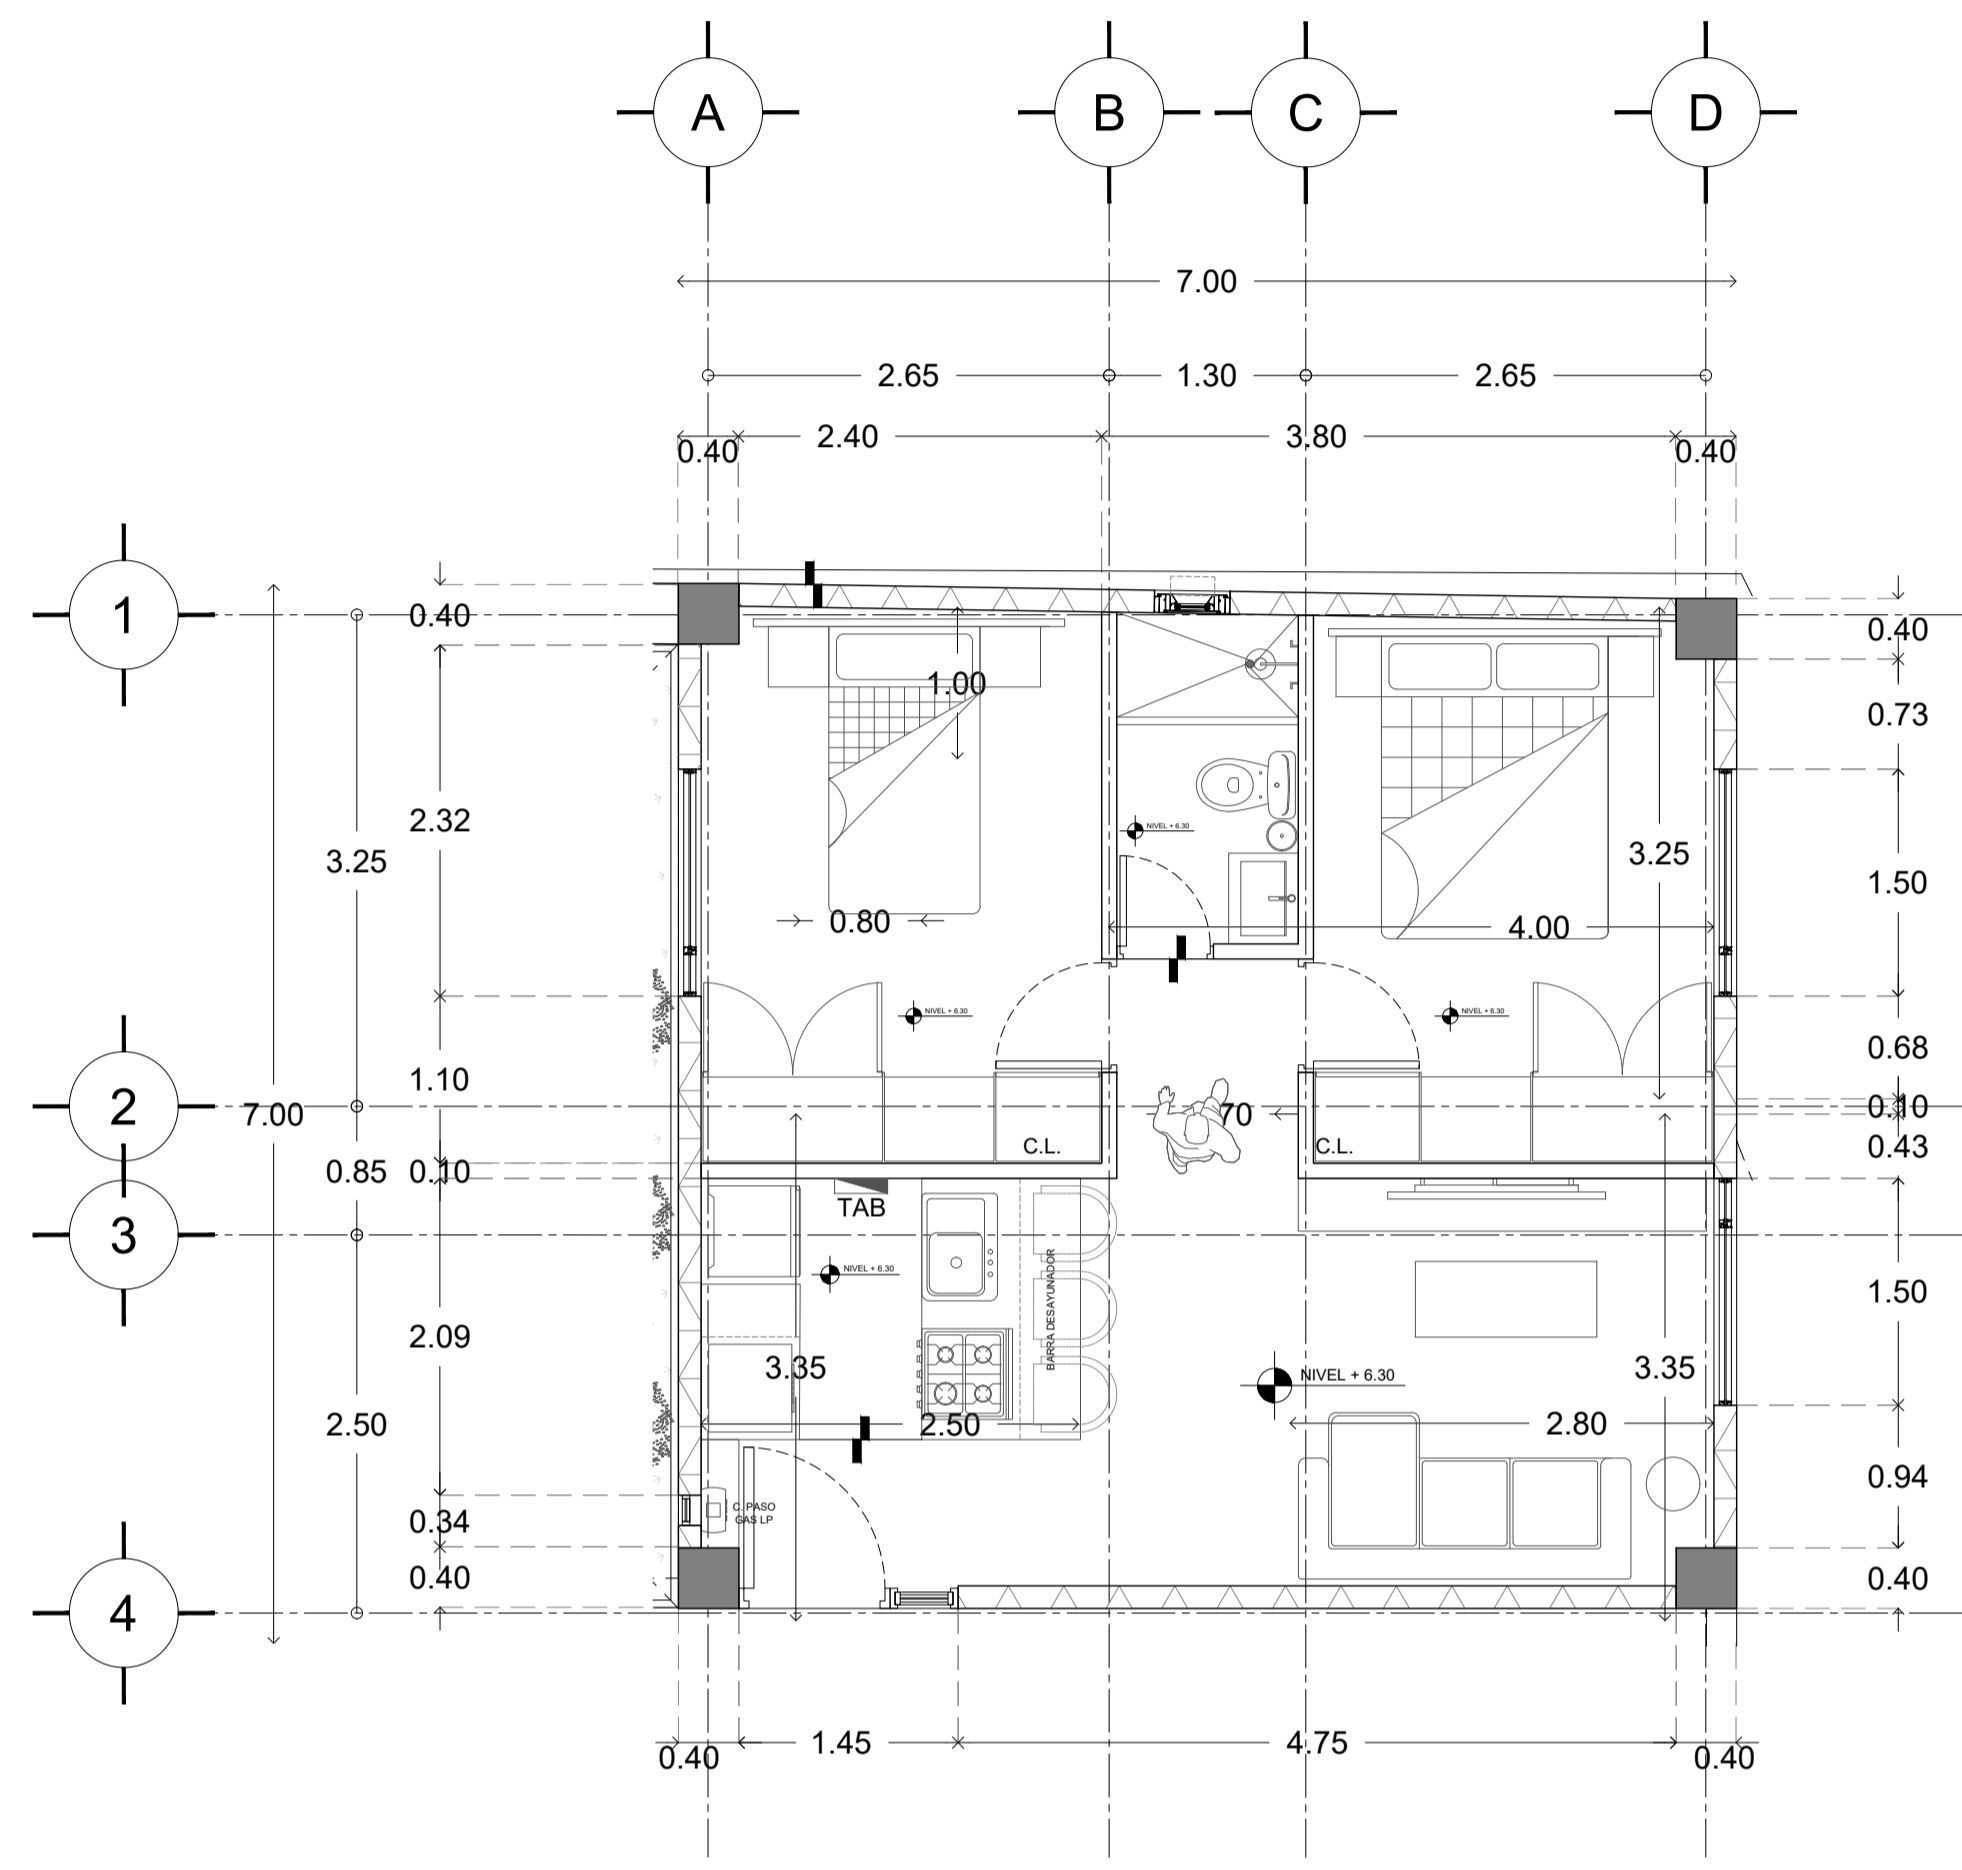 A B C D
7.00
2.65 1.30 2.65
0.40 2.40 3.80 0.40
1
0.40 0.40
1.00
0.73
2.32
NIVEL + 6.30
3.25 3.25
1.50
0.80 4.00
NIVEL + 6.30 NIVEL + 6.30
0.68
1.10
2
7.00 70 0.10
C.L. C.L. 0.43
0.85 0.10
TAB
3
NIVEL + 6.30
BARRA DESAYUNADOR
1.50
2.09
3.35 3.35
NIVEL + 6.30
2.50 2.50 2.80
0.94
C. PASO
GAS LP
0.34
0.40 0.40
4
1.45 4.75
0.40 0.40